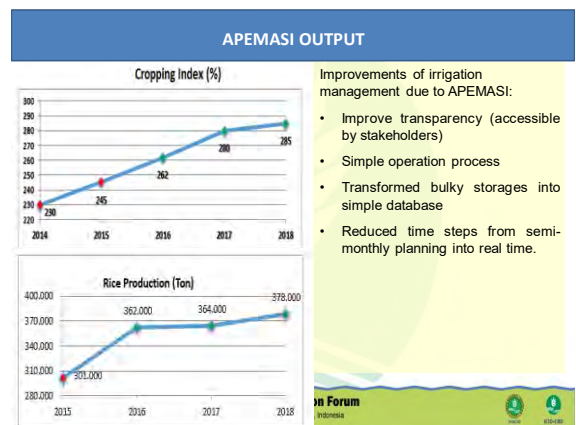 APEMASI OUTPUT
Cropping Index (%)
300
290
280
270
260
250
240
230
220
230
245
262
280
285
2014 2015 2016 2017 2018
Rice Production (Ton)
400.000
370.000
340.000
310.000
280.000
301.000
362.000
364.000
378.000
2015 2016 2017 2018
Improvements of irrigation
management due to APEMASI:
• Improve transparency (accessible
by stakeholders)
• Simple operation process
• Transformed bulky storages into
simple database
• Reduced time steps from semi-
monthly planning into real time.
on Forum
, Indonesia